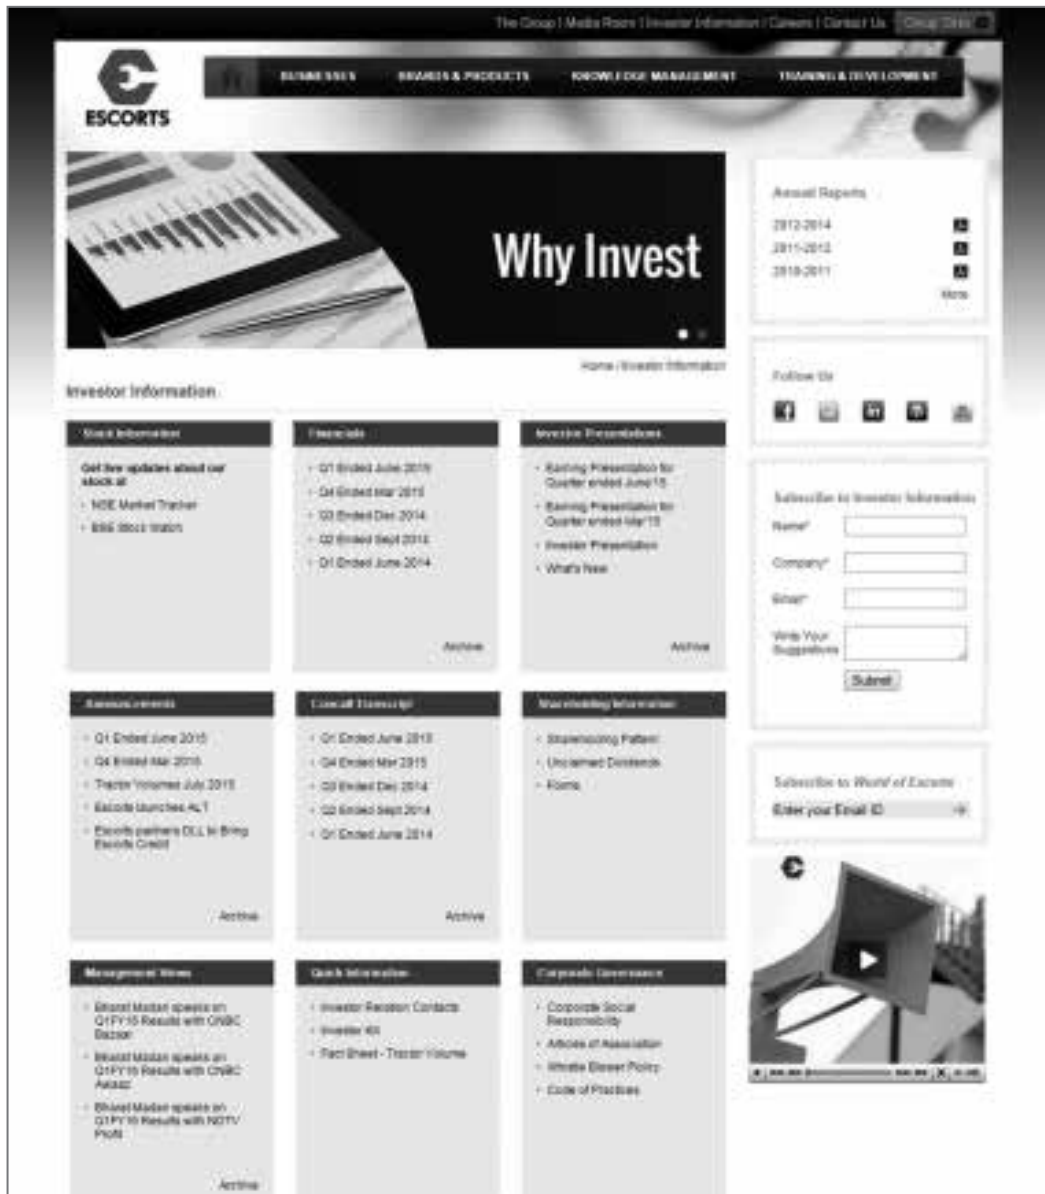 The Group | Media Room | Investor Information | Careers | Contact Us
Group Sites
ESCORTS
BUSINESSES
BRANDS & PRODUCTS
KNOWLEDGE MANAGEMENT
TRAINING & DEVELOPMENT
Why Invest
Home / Investor Information
Investor Information
Stock Information
Get live updates about our
stock at
NSE Market Tracker
BSE Stock Watch
Financials
Q1 Ended June 2015
Q4 Ended Mar 2015
Q3 Ended Dec 2014
Q2 Ended Sept 2014
Q1 Ended June 2014
Archive
Investor Presentations
Earning Presentation for
Quarter ended June'15
Earning Presentation for
Quarter ended Mar'15
Investor Presentation
What's New
Archive
Announcements
Q1 Ended June 2015
Q4 Ended Mar 2015
Tractor Volumes July 2015
Escorts launches ALT
Escorts partners DLL to Bring
Escorts Credit
Archive
Concall Transcript
Q1 Ended June 2015
Q4 Ended Mar 2015
Q3 Ended Dec 2014
Q2 Ended Sept 2014
Q1 Ended June 2014
Archive
Shareholding Information
Shareholding Pattern
Unclaimed Dividends
Forms
Management Views
Bharat Madan speaks on
Q1FY16 Results with CNBC
Bazaar
Bharat Madan speaks on
Q1FY16 Results with CNBC
Awaaz
Bharat Madan speaks on
Q1FY16 Results with NDTV
Profit
Archive
Quick Information
Investor Relation Contacts
Investor Kit
Fact Sheet - Tractor Volume
Corporate Governance
Corporate Social
Responsibility
Articles of Association
Whistle Blower Policy
Code of Practices
Annual Reports
2012-2014
2011-2012
2010-2011
More
Follow Us
Subscribe to Investor Information
Name*
Company*
Email*
Write Your
Suggestions
Submit
Subscribe to World of Escorts
Enter your Email ID